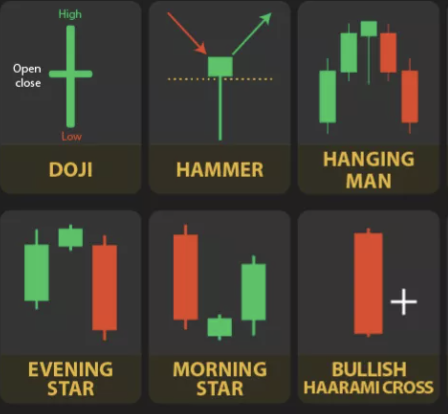 High
Open
close
Low
DOJI
HAMMER
HANGING
MAN
EVENING
STAR
MORNING
STAR
BULLISH
HAARAMI CROSS